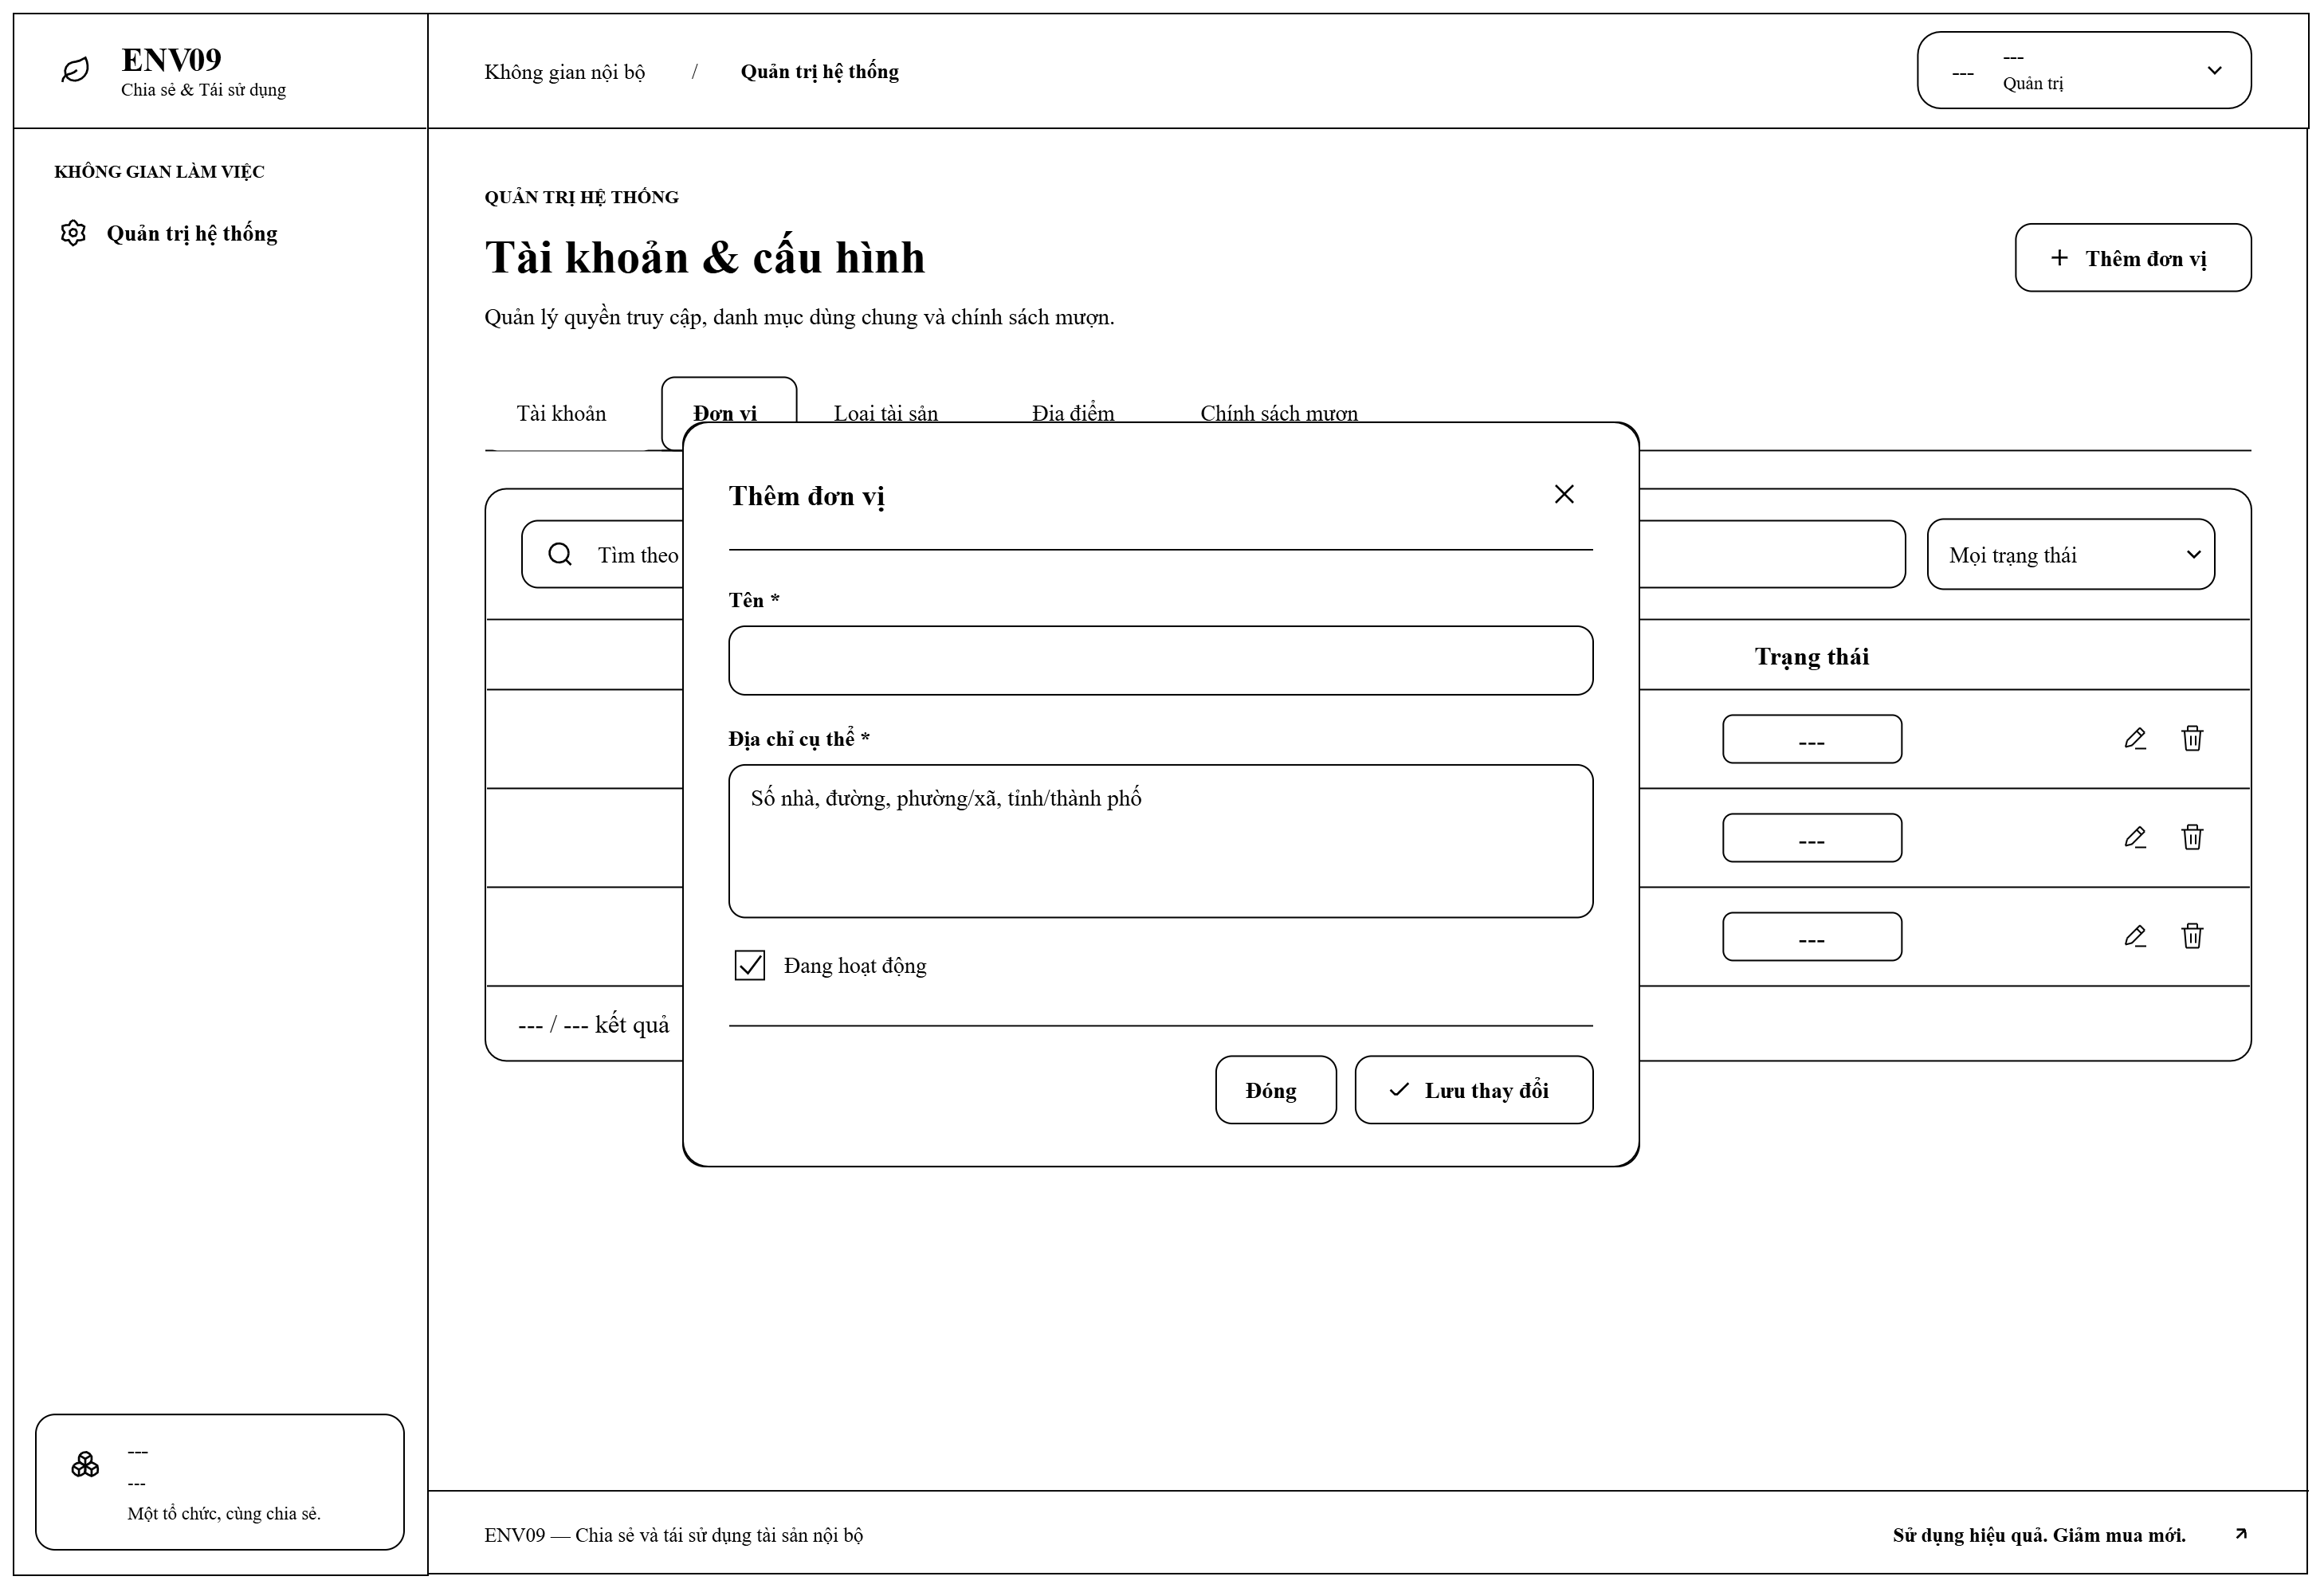 ENV09
Chia sẻ & Tái sử dụng
Không gian nội bộ / Quản trị hệ thống
---
---
Quản trị
KHÔNG GIAN LÀM VIỆC
Quản trị hệ thống
QUẢN TRỊ HỆ THỐNG
Tài khoản & cấu hình
Thêm đơn vị
Quản lý quyền truy cập, danh mục dùng chung và chính sách mượn.
Tài khoản Đơn vị Loại tài sản Địa điểm Chính sách mượn
Thêm đơn vị
Tìm theo
Mọi trạng thái
Tên *
Trạng thái
Địa chỉ cụ thể *
---
Số nhà, đường, phường/xã, tỉnh/thành phố
---
---
Đang hoạt động
--- / --- kết quả
Đóng
Lưu thay đổi
---
---
Một tổ chức, cùng chia sẻ.
ENV09 — Chia sẻ và tái sử dụng tài sản nội bộ
Sử dụng hiệu quả. Giảm mua mới.